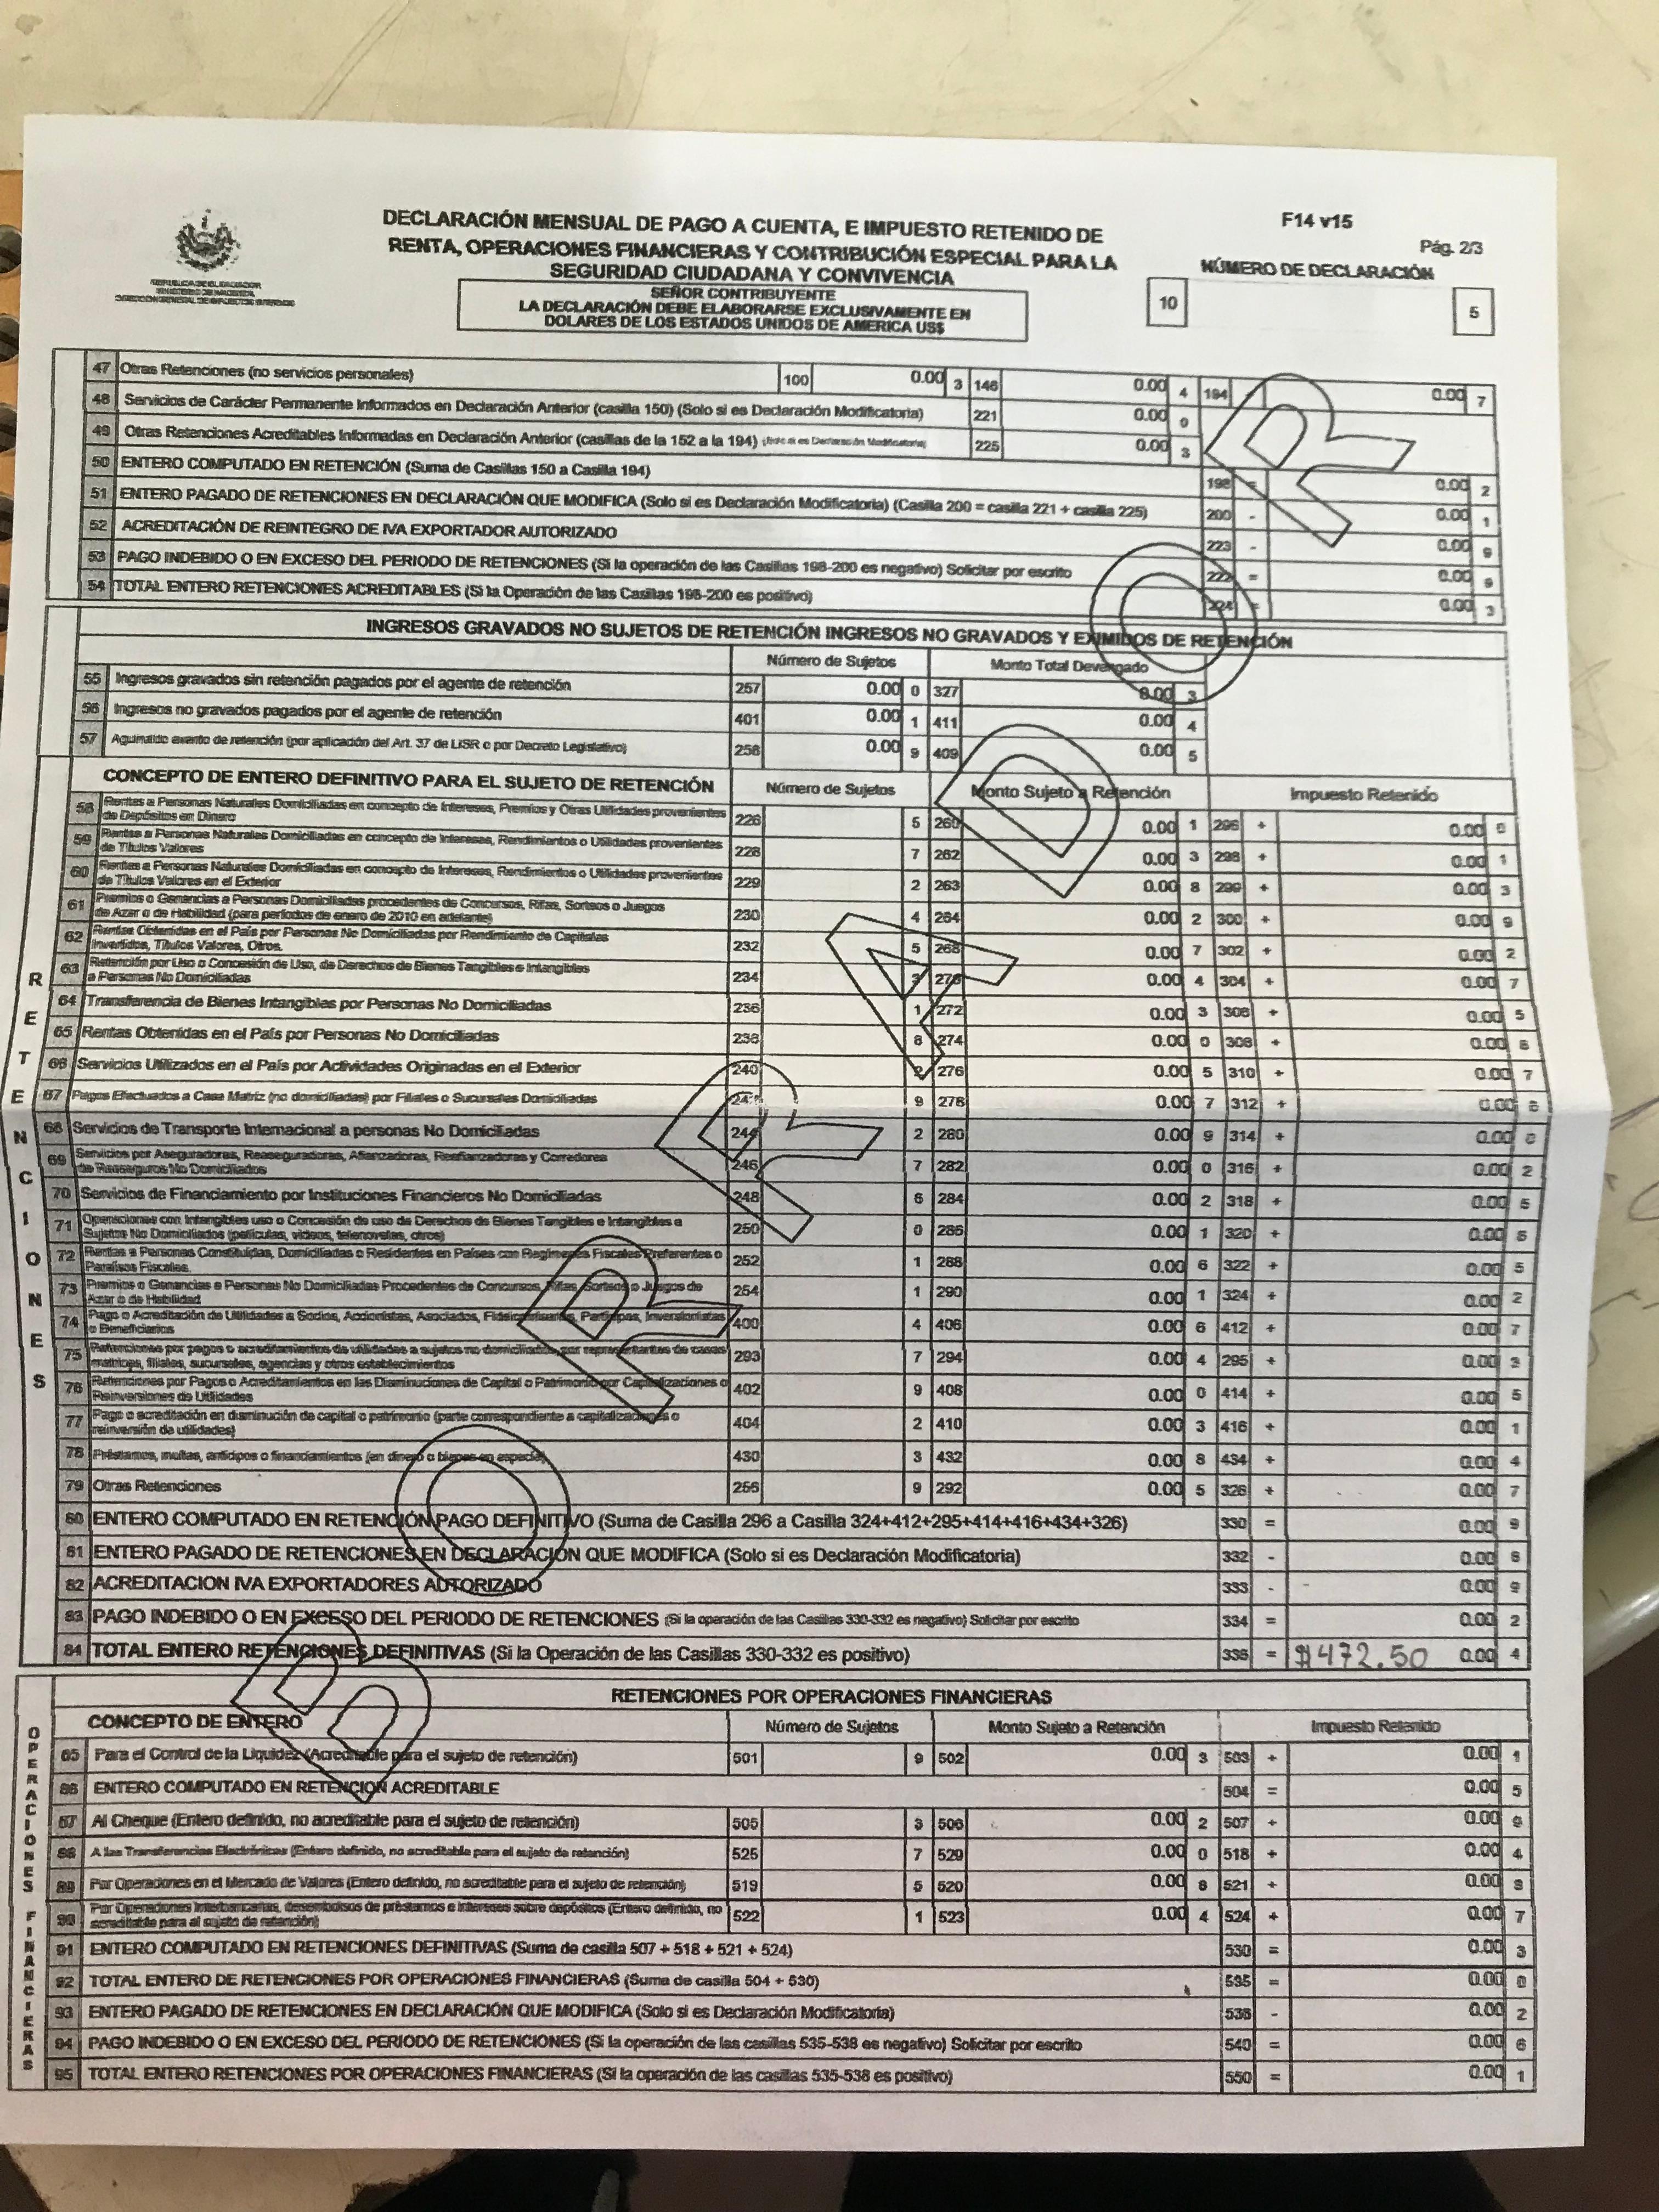 DECLARACIÓN MENSUAL DE PAGO A CUENTA, E IMPUESTO RETENIDO DE
RENTA, OPERACIONES FINANCIERAS Y CONTRIBUCIÓN ESPECIAL PARA LA
SEGURIDAD CIUDADANA Y CONVIVENCIA
F14 v15
Pág. 2/3
REPUBLICA DE EL SALVADOR
MINISTERIO DE HACIENDA
DIRECCION GENERAL DE IMPUESTOS INTERNOS
SEÑOR CONTRIBUYENTE
LA DECLARACIÓN DEBE ELABORARSE EXCLUSIVAMENTE EN
DOLARES DE LOS ESTADOS UNIDOS DE AMERICA US$
NÚMERO DE DECLARACIÓN
10 5
47 Otras Retenciones (no servicios personales) 100 0.00 3 146 0.00 4 194 0.00 7
48 Servicios de Carácter Permanente Informados en Declaración Anterior (casilla 150) (Solo si es Declaración Modificatoria) 221 0.00 0
49 Otras Retenciones Acreditables Informadas en Declaración Anterior (casillas de la 152 a la 194) (Solo si es Declaración Modificatoria) 225 0.00 3
50 ENTERO COMPUTADO EN RETENCIÓN (Suma de Casillas 150 a Casilla 194) 198 = 0.00 2
51 ENTERO PAGADO DE RETENCIONES EN DECLARACIÓN QUE MODIFICA (Solo si es Declaración Modificatoria) (Casilla 200 = casilla 221 + casilla 225) 200 - 0.00 1
52 ACREDITACIÓN DE REINTEGRO DE IVA EXPORTADOR AUTORIZADO 223 - 0.00 9
53 PAGO INDEBIDO O EN EXCESO DEL PERIODO DE RETENCIONES (Si la operación de las Casillas 198-200 es negativo) Solicitar por escrito 222 = 0.00 9
54 TOTAL ENTERO RETENCIONES ACREDITABLES (Si la Operación de las Casillas 198-200 es positivo) 224 = 0.00 3
INGRESOS GRAVADOS NO SUJETOS DE RETENCIÓN INGRESOS NO GRAVADOS Y EXIMIDOS DE RETENCIÓN
Número de Sujetos Monto Total Devengado
55 Ingresos gravados sin retención pagados por el agente de retención 257 0.00 0 327 0.00 3
56 Ingresos no gravados pagados por el agente de retención 401 0.00 1 411 0.00 4
57 Aguinaldo exento de retención (por aplicación del Art. 37 de LISR o por Decreto Legislativo) 258 0.00 9 409 0.00 5
RETENCIONES
CONCEPTO DE ENTERO DEFINITIVO PARA EL SUJETO DE RETENCIÓN Número de Sujetos Monto Sujeto a Retención Impuesto Retenido
58 Rentas a Personas Naturales Domiciliadas en concepto de Intereses, Premios y Otras Utilidades provenientes
de Depósitos en Dinero 226 5 260 0.00 1 296 + 0.00
59 Rentas a Personas Naturales Domiciliadas en concepto de Intereses, Rendimientos o Utilidades provenientes
de Títulos Valores 228 7 262 0.00 3 298 + 0.00 1
60 Rentas a Personas Naturales Domiciliadas en concepto de Intereses, Rendimientos o Utilidades provenientes
de Títulos Valores en el Exterior 229 2 263 0.00 8 299 + 0.00 3
61 Premios o Ganancias a Personas Domiciliadas procedentes de Concursos, Rifas, Sorteos o Juegos
de Azar o de Habilidad (para períodos de enero de 2010 en adelante) 230 4 264 0.00 2 300 + 0.00 9
62 Rentas Obtenidas en el País por Personas No Domiciliadas por Rendimiento de Capitales
Invertidos, Títulos Valores, Otros. 232 5 268 0.00 7 302 + 0.00 2
63 Retención por Uso o Concesión de Uso, de Derechos de Bienes Tangibles e Intangibles
a Personas No Domiciliadas 234 3 270 0.00 4 304 + 0.00 7
64 Transferencia de Bienes Intangibles por Personas No Domiciliadas 236 1 272 0.00 3 306 + 0.00 5
65 Rentas Obtenidas en el País por Personas No Domiciliadas 238 8 274 0.00 0 308 + 0.00
66 Servicios Utilizados en el País por Actividades Originadas en el Exterior 240 2 276 0.00 5 310 + 0.00 7
67 Pagos Efectuados a Casa Matriz (no domiciliadas) por Filiales o Sucursales Domiciliadas 9 278 0.00 7 312 + 0.00
68 Servicios de Transporte Internacional a personas No Domiciliadas 244 2 280 0.00 9 314 + 0.00
69 Servicios por Aseguradoras, Reaseguradoras, Afianzadoras, Reafianzadoras y Corredores
de Reaseguros No Domiciliados 246 7 282 0.00 0 316 + 0.00 2
70 Servicios de Financiamiento por Instituciones Financieros No Domiciliadas 248 6 284 0.00 2 318 + 0.00 5
71 Operaciones con Intangibles uso o Concesión de uso de Derechos de Bienes Tangibles e Intangibles a
Sujetos No Domiciliados (películas, videos, telenovelas, otros) 250 0 286 0.00 1 320 + 0.00
72 Rentas a Personas Constituidas, Domiciliadas o Residentes en Países con Regímenes Fiscales Preferentes o
Paraísos Fiscales. 252 1 288 0.00 6 322 + 0.00 5
73 Premios o Ganancias a Personas No Domiciliadas Procedentes de Concursos, Rifas, Sorteos o Juegos de
Azar o de Habilidad 254 1 290 0.00 1 324 + 0.00 2
74 Pago o Acreditación de Utilidades a Socios, Accionistas, Asociados, Fideicomisarios, Partícipes, Inversionistas
o Beneficiarios 400 4 406 0.00 6 412 + 0.00 7
75 Retenciones por pagos o acreditamientos de utilidades a sujetos no domiciliados, por representantes de casas
matrices, filiales, sucursales, agencias y otros establecimientos 293 7 294 0.00 4 295 + 0.00 3
76 Retenciones por Pagos o Acreditamientos en las Disminuciones de Capital o Patrimonio por Capitalizaciones o
Reinversiones de Utilidades 402 9 408 0.00 0 414 + 0.00 5
77 Pago o acreditación en disminución de capital o patrimonio (parte correspondiente a capitalizaciones o
reinversión de utilidades) 404 2 410 0.00 3 416 + 0.00 1
78 Préstamos, multas, anticipos o financiamientos (en dinero o bienes en especie) 430 3 432 0.00 8 434 + 0.00 4
79 Otras Retenciones 256 9 292 0.00 5 326 + 0.00 7
80 ENTERO COMPUTADO EN RETENCIÓN PAGO DEFINITIVO (Suma de Casilla 296 a Casilla 324+412+295+414+416+434+326) 330 = 0.00 9
81 ENTERO PAGADO DE RETENCIONES EN DECLARACIÓN QUE MODIFICA (Solo si es Declaración Modificatoria) 332 - 0.00
82 ACREDITACION IVA EXPORTADORES AUTORIZADO 333 - 0.00 9
83 PAGO INDEBIDO O EN EXCESO DEL PERIODO DE RETENCIONES (Si la operación de las Casillas 330-332 es negativo) Solicitar por escrito 334 = 0.00 2
84 TOTAL ENTERO RETENCIONES DEFINITIVAS (Si la Operación de las Casillas 330-332 es positivo) 336 = $472.50 0.00 4
OPERACIONES FINANCIERAS
RETENCIONES POR OPERACIONES FINANCIERAS
CONCEPTO DE ENTERO Número de Sujetos Monto Sujeto a Retención Impuesto Retenido
85 Para el Control de la Liquidez (Acreditable para el sujeto de retención) 501 9 502 0.00 3 503 + 0.00 1
86 ENTERO COMPUTADO EN RETENCION ACREDITABLE 504 = 0.00 5
87 Al Cheque (Entero definido, no acreditable para el sujeto de retención) 505 3 506 0.00 2 507 + 0.00 9
88 A las Transferencias Electrónicas (Entero definido, no acreditable para el sujeto de retención) 525 7 529 0.00 0 518 + 0.00 4
89 Por Operaciones en el Mercado de Valores (Entero definido, no acreditable para el sujeto de retención) 519 5 520 0.00 8 521 + 0.00
90 Por Operaciones Interbancarias, desembolsos de préstamos e intereses sobre depósitos (Entero definido, no
acreditable para el sujeto de retención) 522 1 523 0.00 4 524 + 0.00 7
91 ENTERO COMPUTADO EN RETENCIONES DEFINITIVAS (Suma de casilla 507 + 518 + 521 + 524) 530 = 0.00 3
92 TOTAL ENTERO DE RETENCIONES POR OPERACIONES FINANCIERAS (Suma de casilla 504 + 530) 535 = 0.00
93 ENTERO PAGADO DE RETENCIONES EN DECLARACIÓN QUE MODIFICA (Solo si es Declaración Modificatoria) 538 - 0.00 2
94 PAGO INDEBIDO O EN EXCESO DEL PERIODO DE RETENCIONES (Si la operación de las casillas 535-538 es negativo) Solicitar por escrito 540 = 0.00 6
95 TOTAL ENTERO RETENCIONES POR OPERACIONES FINANCIERAS (Si la operación de las casillas 535-538 es positivo) 550 = 0.00 1
BORRADOR